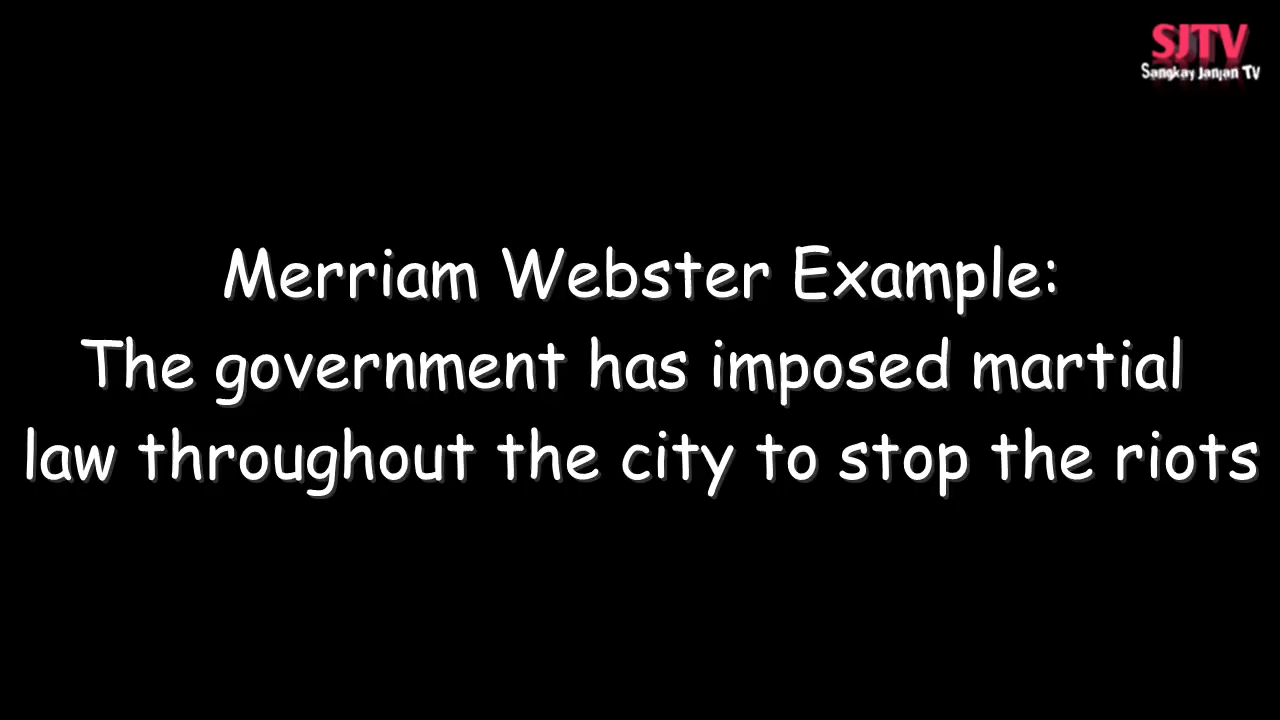 SJTV
Sangkay Janjan Tv
Merriam Webster Example:
The government has imposed martial
law throughout the city to stop the riots